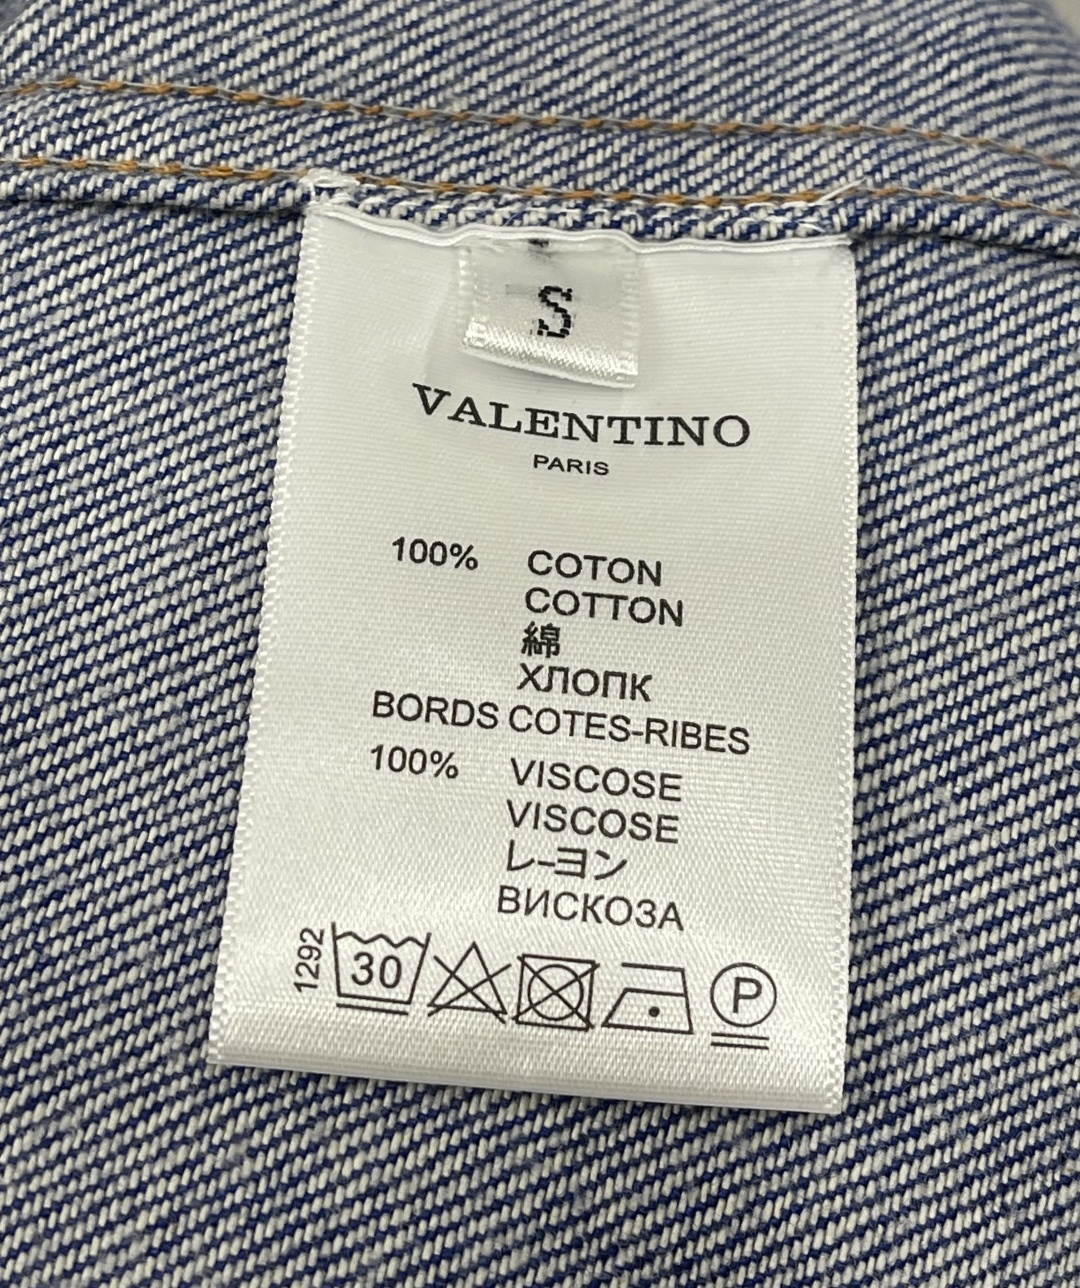 S
VALENTINO
PARIS
100% COTON
COTTON
綿
ХЛОПК
BORDS COTES-RIBES
100% VISCOSE
VISCOSE
レーヨン
ВИСКОЗА
1292
30
P